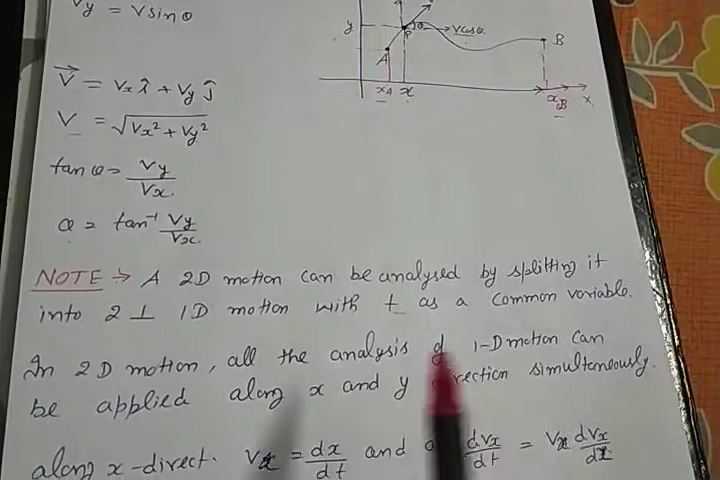 Vy = Vsinθ
y
P
θ
Vcosθ
A
B
xA x xB x
V⃗ = Vx î + Vy ĵ
V = √Vx² + Vy²
tan θ = Vy/Vx
θ = tan⁻¹ Vy/Vx
NOTE → A 2D motion can be analysed by splitting it
into 2 ⊥ 1D motion with t as a common variable.
In 2D motion, all the analysis of 1-D motion can
be applied along x and y direction simultaneously.
along x-direct. Vx = dx/dt and dVx/dt = Vx dVx/dx